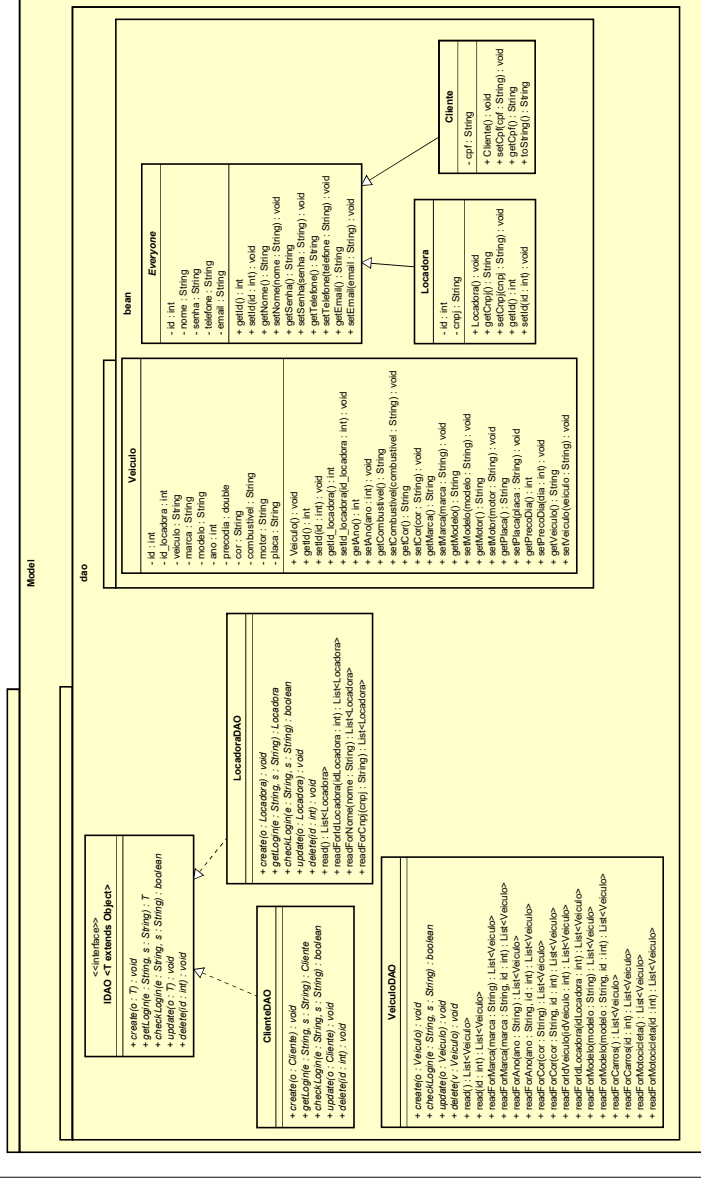 Model
dao
<<interface>>
IDAO <T extends Object>
+ create(o : T) : void
+ getLogin(e : String, s : String) : T
+ checkLogin(e : String, s : String) : boolean
+ update(o : T) : void
+ delete(id : int) : void
ClienteDAO
+ create(o : Cliente) : void
+ getLogin(e : String, s : String) : Cliente
+ checkLogin(e : String, s : String) : boolean
+ update(o : Cliente) : void
+ delete(id : int) : void
LocadoraDAO
+ create(o : Locadora) : void
+ getLogin(e : String, s : String) : Locadora
+ checkLogin(e : String, s : String) : boolean
+ update(o : Locadora) : void
+ delete(id : int) : void
+ read() : List<Locadora>
+ readForIdLocadora(idLocadora : int) : List<Locadora>
+ readForNome(nome : String) : List<Locadora>
+ readForCnpj(cnpj : String) : List<Locadora>
VeiculoDAO
+ create(o : Veiculo) : void
+ checkLogin(e : String, s : String) : boolean
+ update(o : Veiculo) : void
+ delete(v : Veiculo) : void
+ read() : List<Veiculo>
+ read(id : int) : List<Veiculo>
+ readForMarca(marca : String) : List<Veiculo>
+ readForMarca(marca : String, id : int) : List<Veiculo>
+ readForAno(ano : String) : List<Veiculo>
+ readForAno(ano : String, id : int) : List<Veiculo>
+ readForCor(cor : String) : List<Veiculo>
+ readForCor(cor : String, id : int) : List<Veiculo>
+ readForIdVeiculo(idVeiculo : int) : List<Veiculo>
+ readForIdLocadora(idLocadora : int) : List<Veiculo>
+ readForModelo(modelo : String) : List<Veiculo>
+ readForModelo(modelo : String, id : int) : List<Veiculo>
+ readForCarros() : List<Veiculo>
+ readForCarros(id : int) : List<Veiculo>
+ readForMotocicleta() : List<Veiculo>
+ readForMotocicleta(id : int) : List<Veiculo>
bean
Veiculo
- id : int
- id_locadora : int
- veiculo : String
- marca : String
- modelo : String
- ano : int
- precodia : double
- cor : String
- combustivel : String
- motor : String
- placa : String
+ Veiculo() : void
+ getId() : int
+ setId(id : int) : void
+ getId_locadora() : int
+ setId_locadora(id_locadora : int) : void
+ getAno() : int
+ setAno(ano : int) : void
+ getCombustivel() : String
+ setCombustivel(combustivel : String) : void
+ getCor() : String
+ setCor(cor : String) : void
+ getMarca() : String
+ setMarca(marca : String) : void
+ getModelo() : String
+ setModelo(modelo : String) : void
+ getMotor() : String
+ setMotor(motor : String) : void
+ getPlaca() : String
+ setPlaca(placa : String) : void
+ getPrecoDia() : int
+ setPrecoDia(dia : int) : void
+ getVeiculo() : String
+ setVeiculo(veiculo : String) : void
Everyone
- id : int
- nome : String
- senha : String
- telefone : String
- email : String
+ getId() : int
+ setId(id : int) : void
+ getNome() : String
+ setNome(nome : String) : void
+ getSenha() : String
+ setSenha(senha : String) : void
+ getTelefone() : String
+ setTelefone(telefone : String) : void
+ getEmail() : String
+ setEmail(email : String) : void
Locadora
- id : int
- cnpj : String
+ Locadora() : void
+ getCnpj() : String
+ setCnpj(cnpj : String) : void
+ getId() : int
+ setId(id : int) : void
Cliente
- cpf : String
+ Cliente() : void
+ setCpf(cpf : String) : void
+ getCpf() : String
+ toString() : String